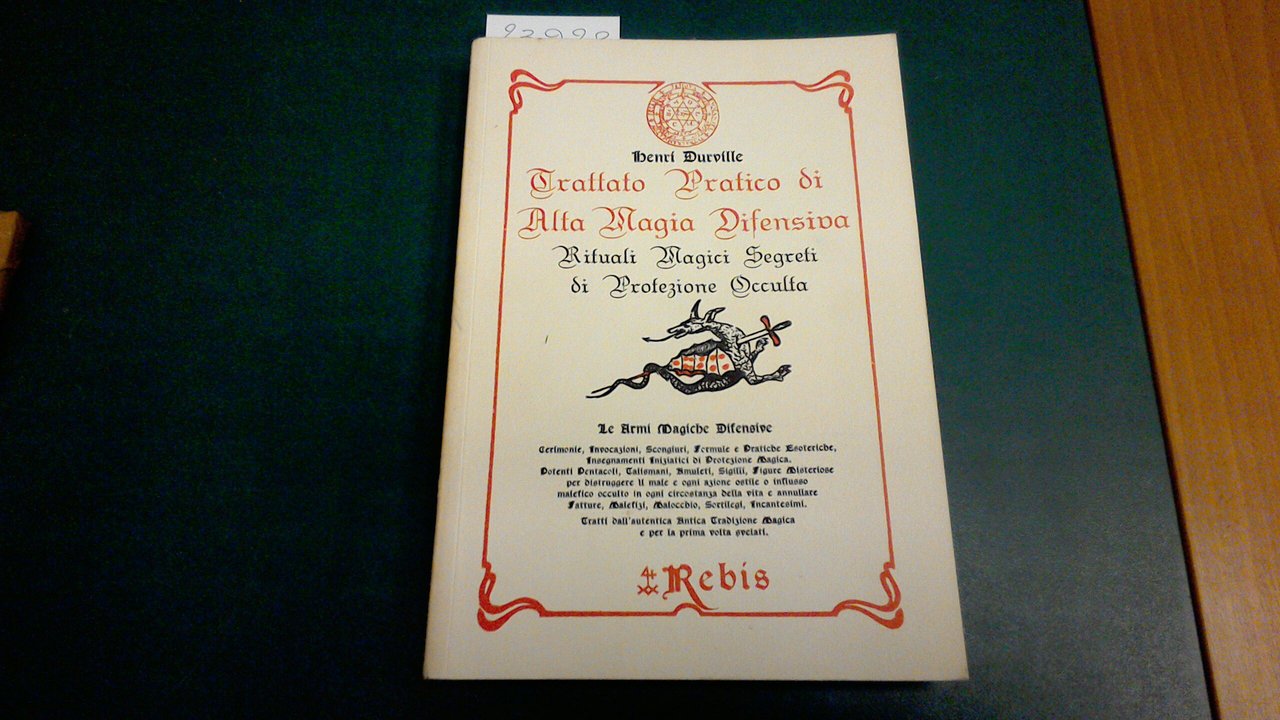 Henri Durville
Trattato Pratico di
Alta Magia Difensiva
Rituali Magici Segreti
di Protezione Occulta
Le Armi Magiche Difensive
Cerimonie, Invocazioni, Scongiuri, Formule e Pratiche Esoteriche,
Insegnamenti Iniziatici di Protezione Magica.
Potenti Pentacoli, Talismani, Amuleti, Sigilli, Figure Misteriose
per distruggere il male e ogni azione ostile o influsso
malefico occulto in ogni circostanza della vita e annullare
Fatture, Malefizi, Malocchio, Sortilegi, Incantesimi.
Tratti dall'autentica Antica Tradizione Magica
e per la prima volta svelati.
Rebis